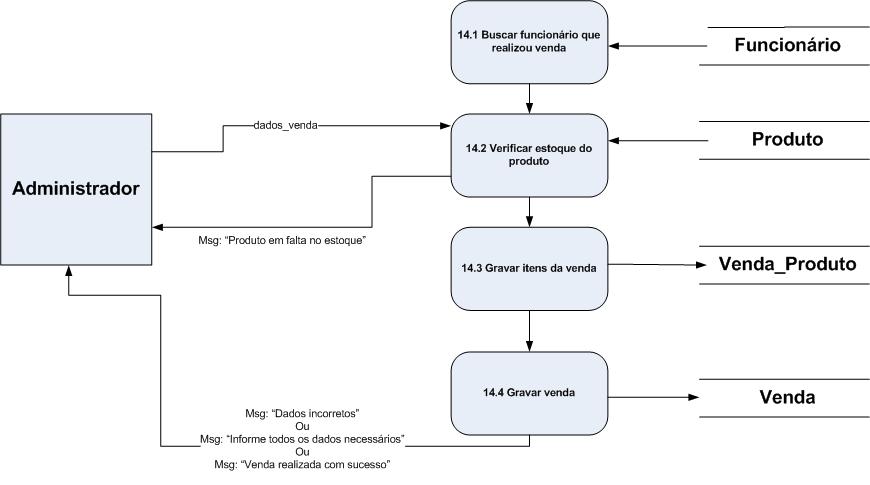 14.1 Buscar funcionário que
realizou venda
Funcionário
dados_venda
Administrador
14.2 Verificar estoque do
produto
Produto
Msg: “Produto em falta no estoque”
14.3 Gravar itens da venda
Venda_Produto
14.4 Gravar venda
Venda
Msg: “Dados incorretos”
Ou
Msg: “Informe todos os dados necessários”
Ou
Msg: “Venda realizada com sucesso”